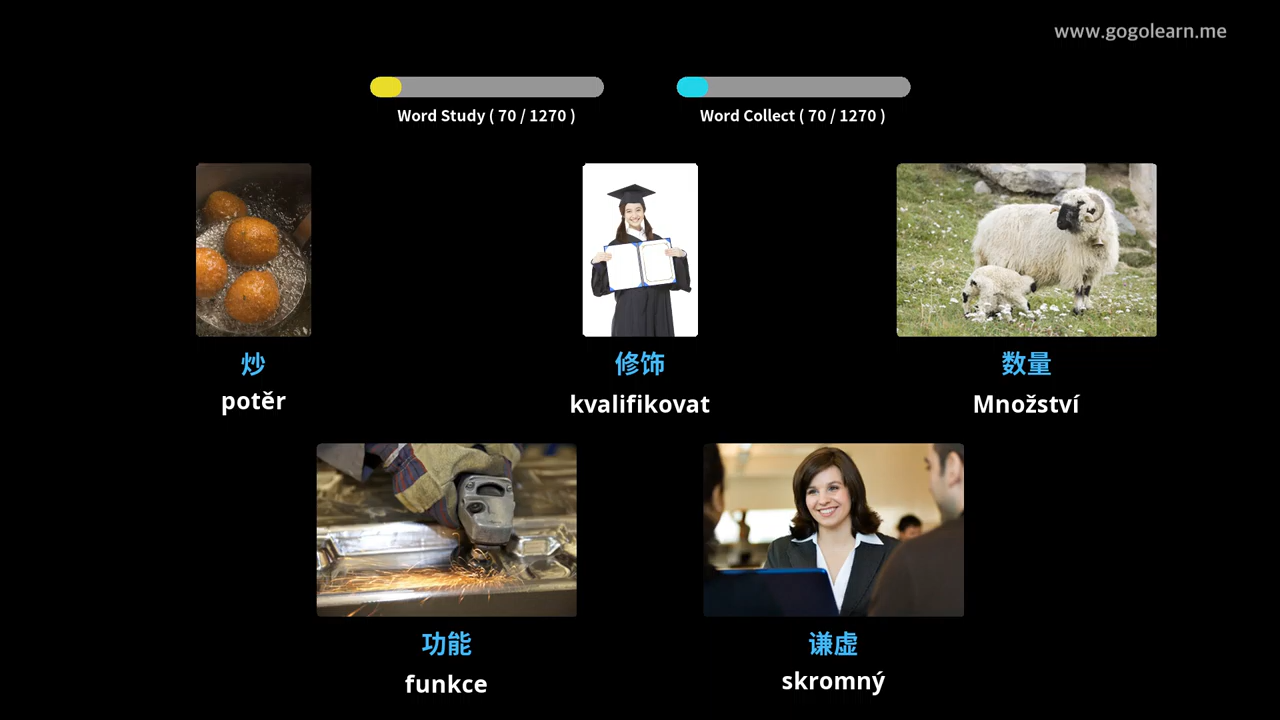 www.gogolearn.me
Word Study ( 70 / 1270 )
Word Collect ( 70 / 1270 )
炒
potěr
修饰
kvalifikovat
数量
Množství
功能
funkce
谦虚
skromný